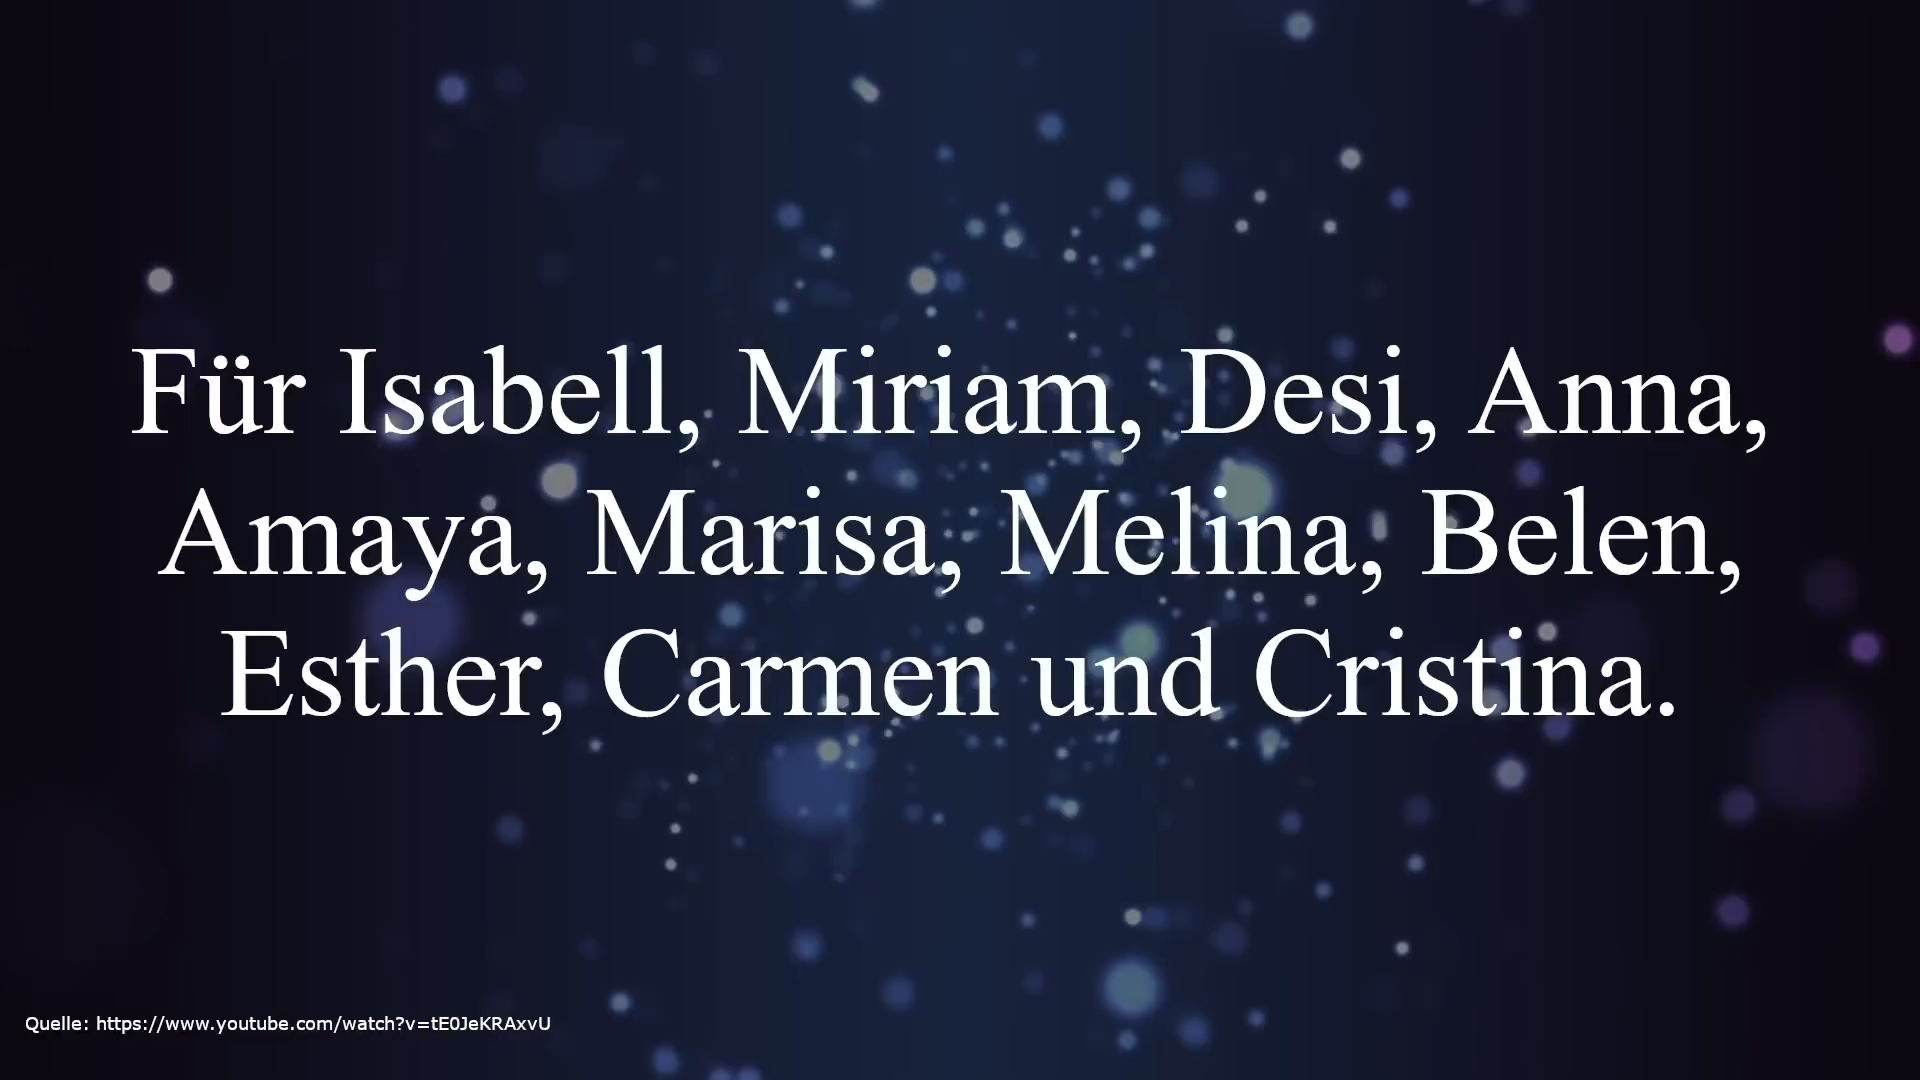 Für Isabell, Miriam, Desi, Anna,
Amaya, Marisa, Melina, Belen,
Esther, Carmen und Cristina.
Quelle: https://www.youtube.com/watch?v=tE0JeKRAxvU